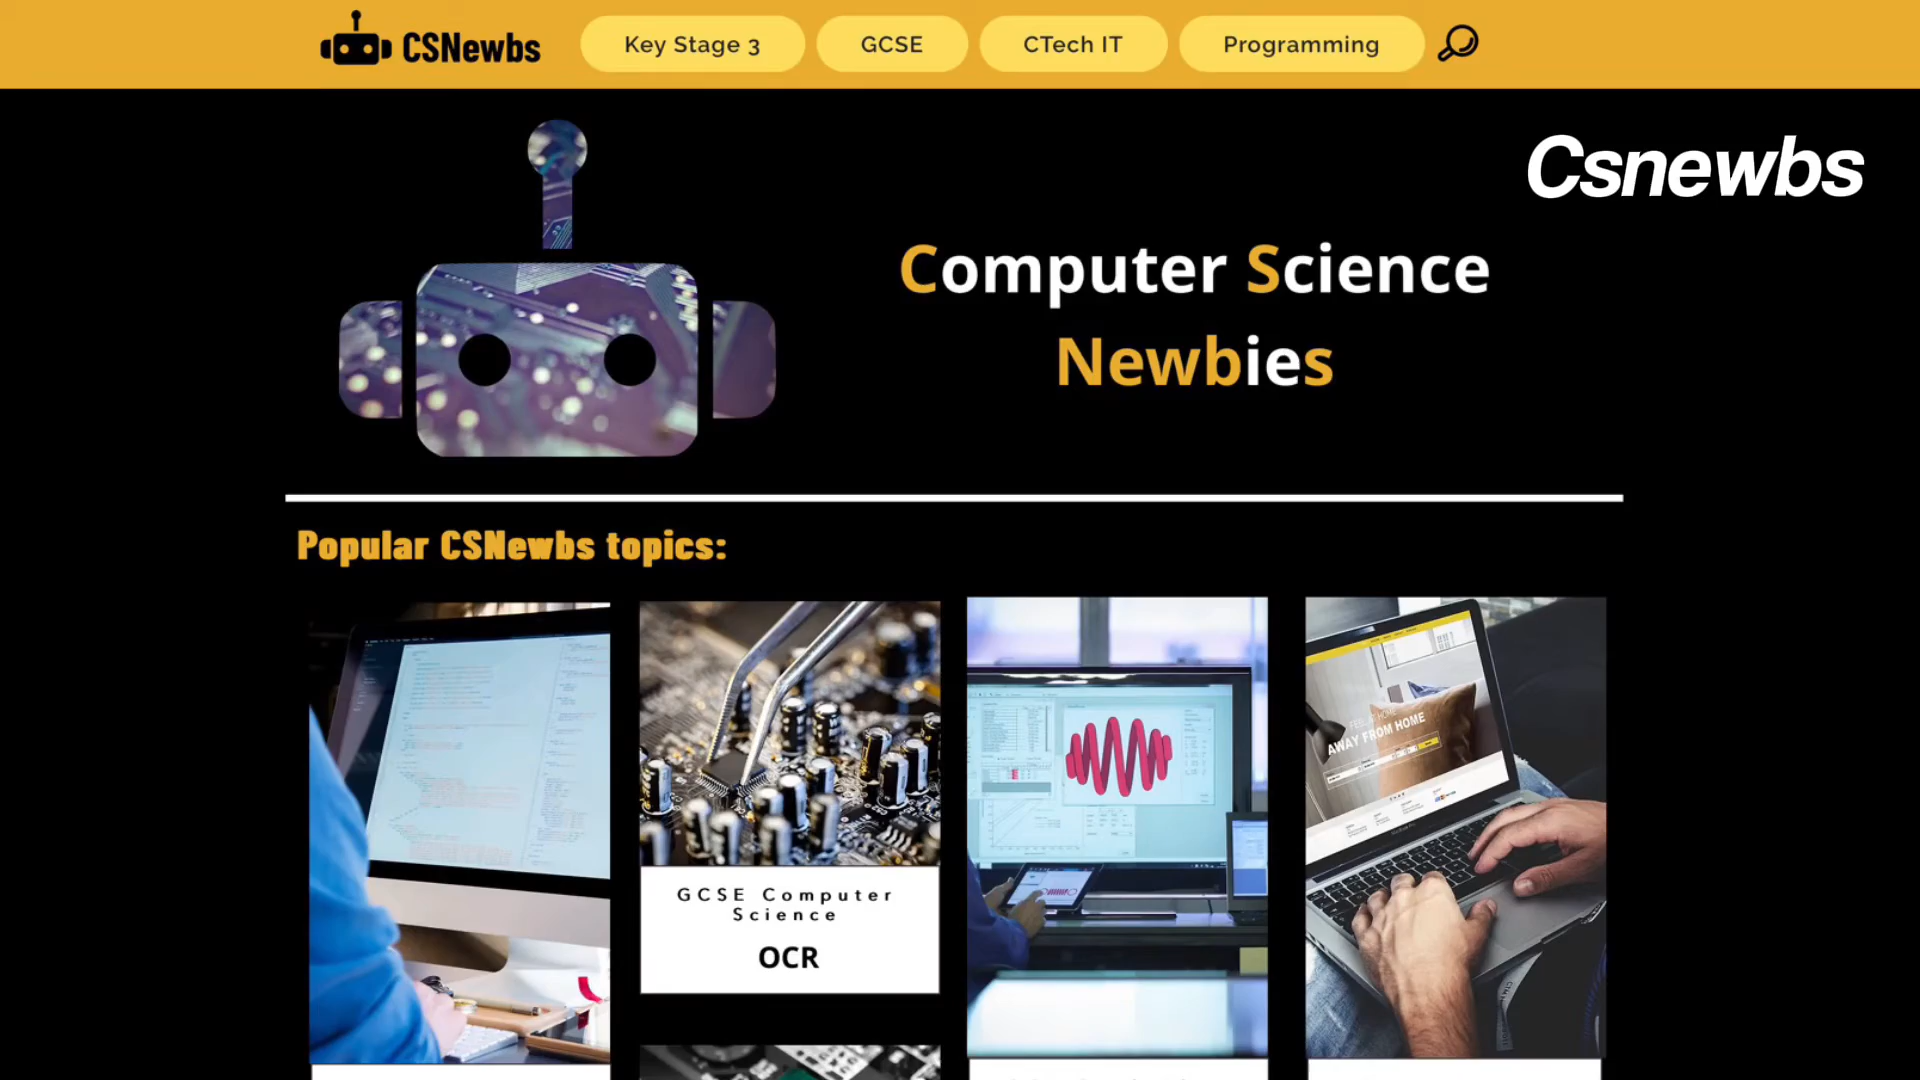 CSNewbs
Key Stage 3
GCSE
CTech IT
Programming
Csnewbs
Computer Science
Newbies
Popular CSNewbs topics:
AWAY FROM HOME
GCSE Computer
Science
OCR